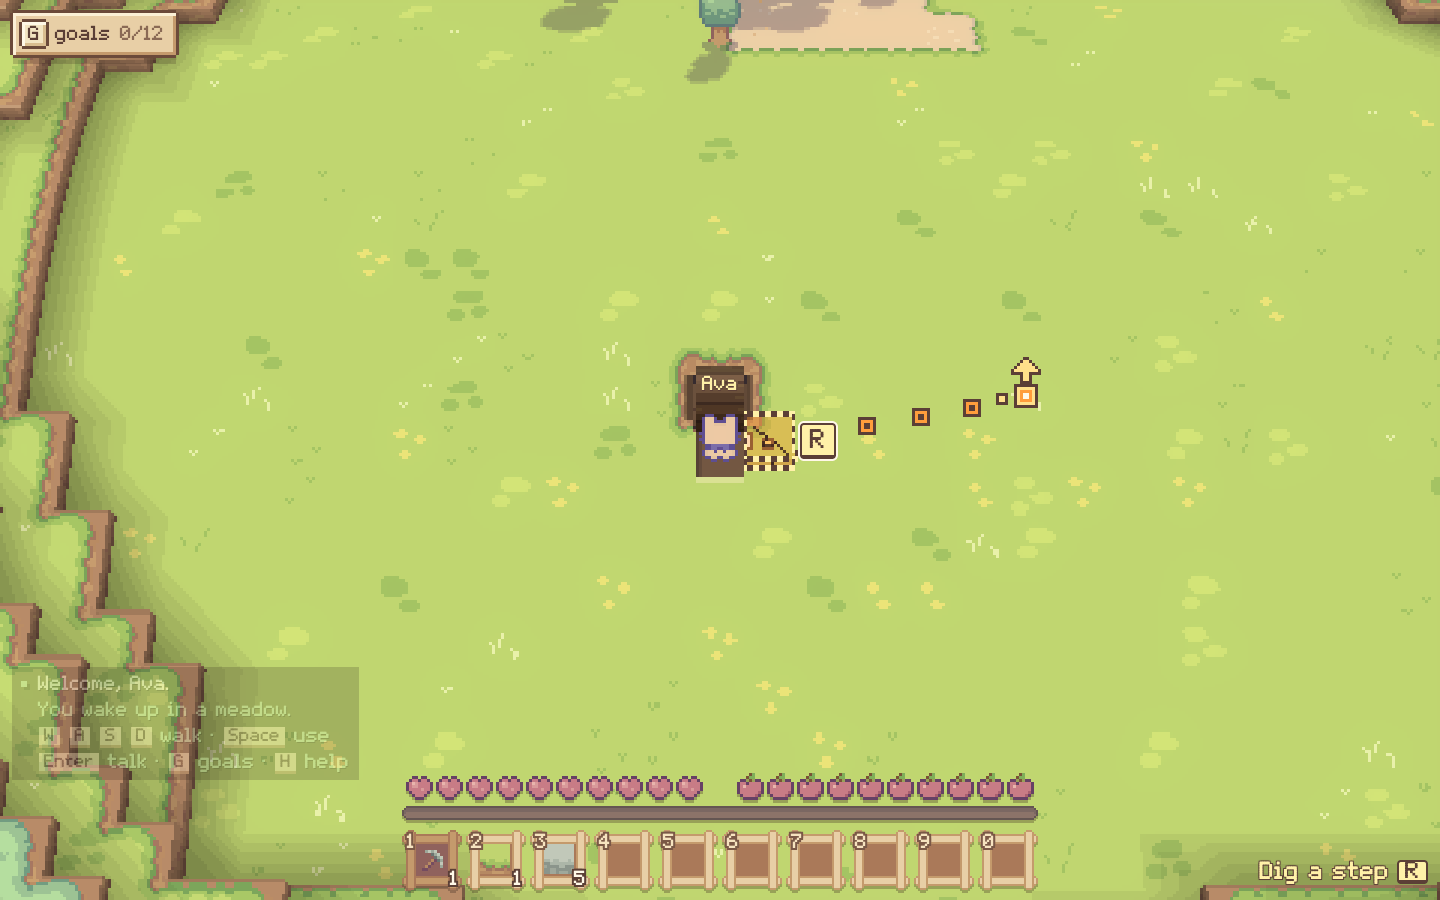 G goals 0/12
Ava
R
Welcome, Ava.
You wake up in a meadow.
W A S D walk · Space use
Enter talk · G goals · H help
1 2 3 4 5 6 7 8 9 0
1 1 5
Dig a step R